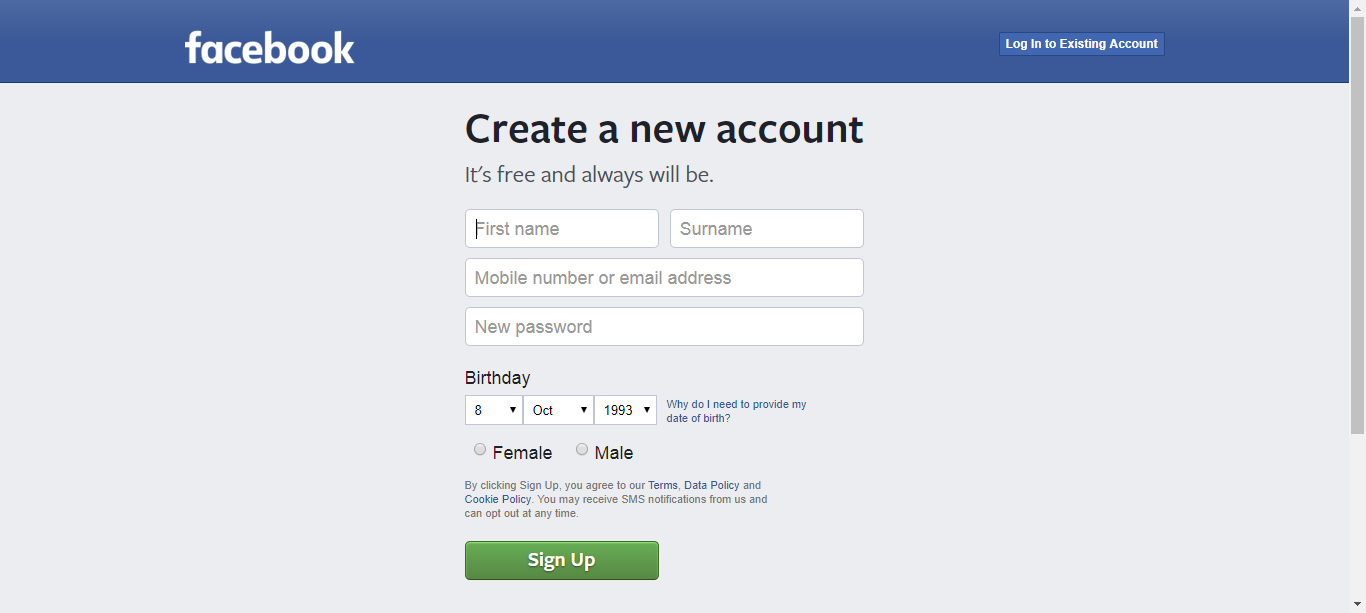 facebook
Log In to Existing Account
Create a new account
It's free and always will be.
First name
Surname
Mobile number or email address
New password
Birthday
8 Oct 1993
Why do I need to provide my
date of birth?
Female Male
By clicking Sign Up, you agree to our Terms, Data Policy and
Cookie Policy. You may receive SMS notifications from us and
can opt out at any time.
Sign Up